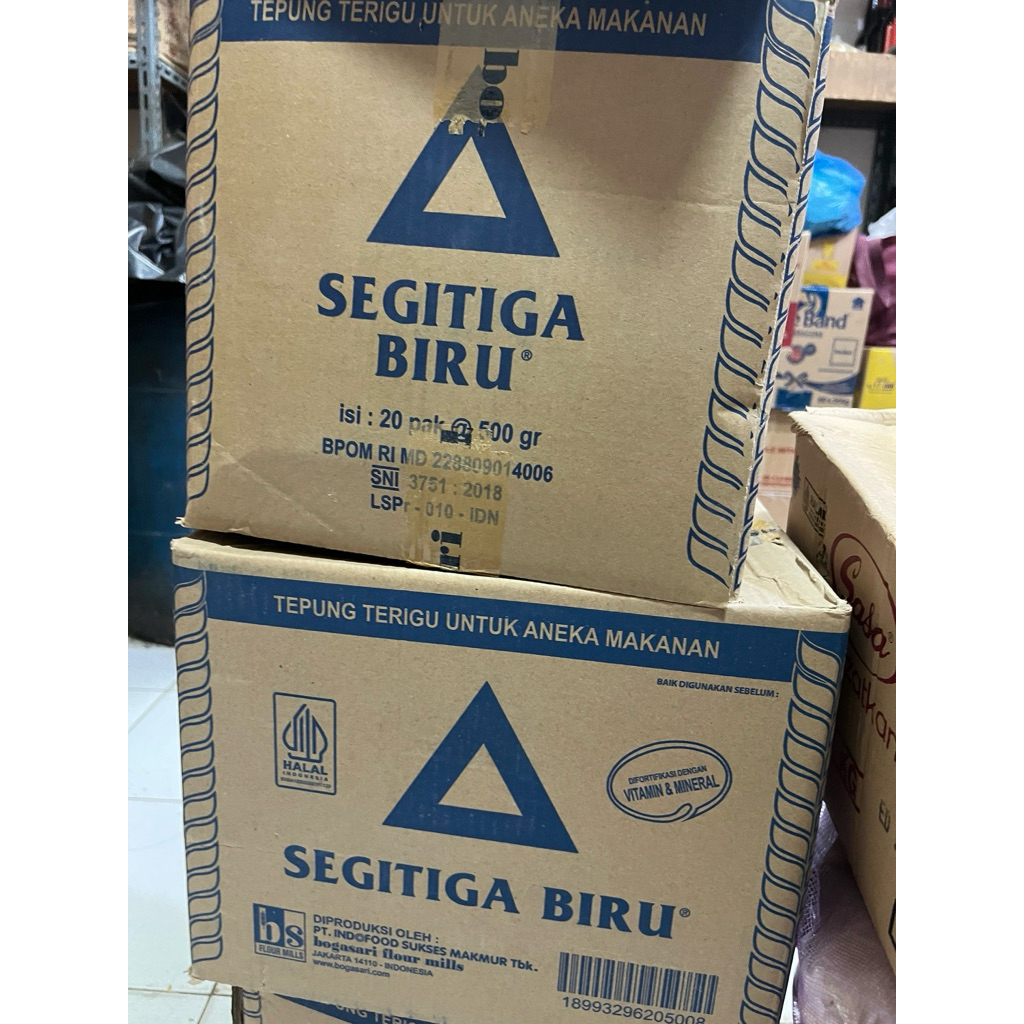 TEPUNG TERIGU UNTUK ANEKA MAKANAN
SEGITIGA
BIRU®
isi : 20 pak @ 500 gr
BPOM RI MD 228809014006
SNI 3751 : 2018
LSPr - 010 - IDN
TEPUNG TERIGU UNTUK ANEKA MAKANAN
BAIK DIGUNAKAN SEBELUM :
HALAL
INDONESIA
DIFORTIFIKASI DENGAN
VITAMIN & MINERAL
SEGITIGA BIRU®
bs
FLOUR MILLS
DIPRODUKSI OLEH :
PT. INDOFOOD SUKSES MAKMUR Tbk.
bogasari flour mills
JAKARTA 14110 - INDONESIA
www.bogasari.com
18993296205008
Band
Sasa®